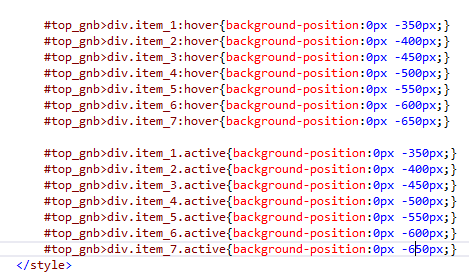 #top_gnb>div.item_1:hover{background-position:0px -350px;}
#top_gnb>div.item_2:hover{background-position:0px -400px;}
#top_gnb>div.item_3:hover{background-position:0px -450px;}
#top_gnb>div.item_4:hover{background-position:0px -500px;}
#top_gnb>div.item_5:hover{background-position:0px -550px;}
#top_gnb>div.item_6:hover{background-position:0px -600px;}
#top_gnb>div.item_7:hover{background-position:0px -650px;}
#top_gnb>div.item_1.active{background-position:0px -350px;}
#top_gnb>div.item_2.active{background-position:0px -400px;}
#top_gnb>div.item_3.active{background-position:0px -450px;}
#top_gnb>div.item_4.active{background-position:0px -500px;}
#top_gnb>div.item_5.active{background-position:0px -550px;}
#top_gnb>div.item_6.active{background-position:0px -600px;}
#top_gnb>div.item_7.active{background-position:0px -650px;}
</style>